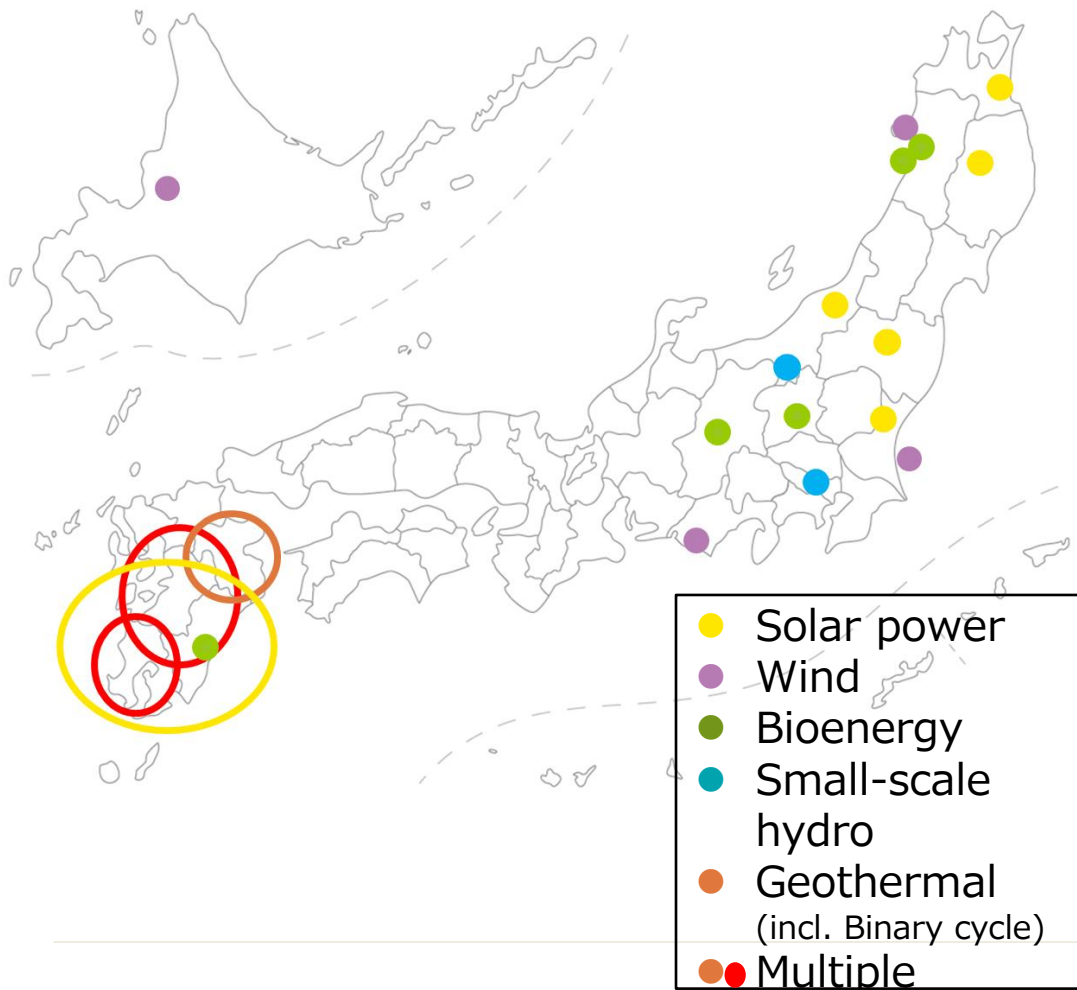 Solar power
Wind
Bioenergy
Small-scale
hydro
Geothermal
(incl. Binary cycle)
Multiple